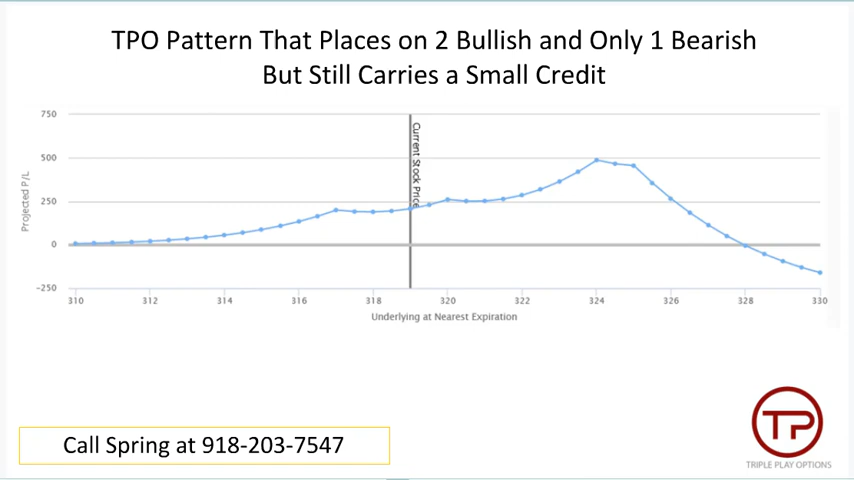 TPO Pattern That Places on 2 Bullish and Only 1 Bearish
But Still Carries a Small Credit
750
500
250
0
-250
Projected P/L
Current Stock Price
310 312 314 316 318 320 322 324 326 328 330
Underlying at Nearest Expiration
Call Spring at 918-203-7547
TP
TRIPLE PLAY OPTIONS